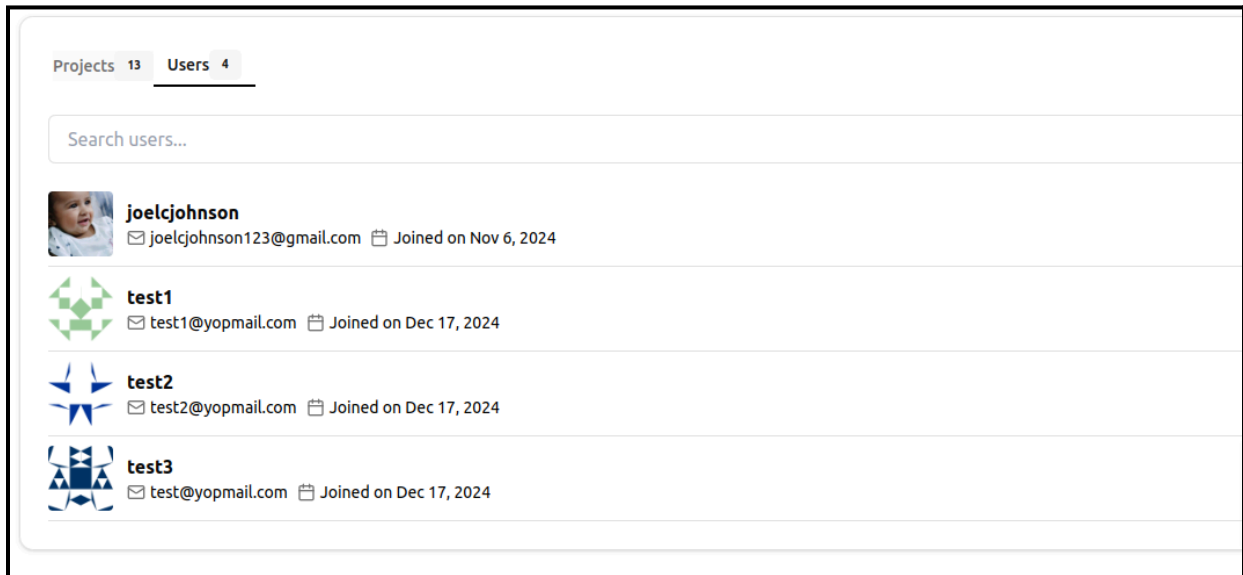 Projects 13 Users 4
Search users...
joelcjohnson
joelcjohnson123@gmail.com Joined on Nov 6, 2024
test1
test1@yopmail.com Joined on Dec 17, 2024
test2
test2@yopmail.com Joined on Dec 17, 2024
test3
test@yopmail.com Joined on Dec 17, 2024